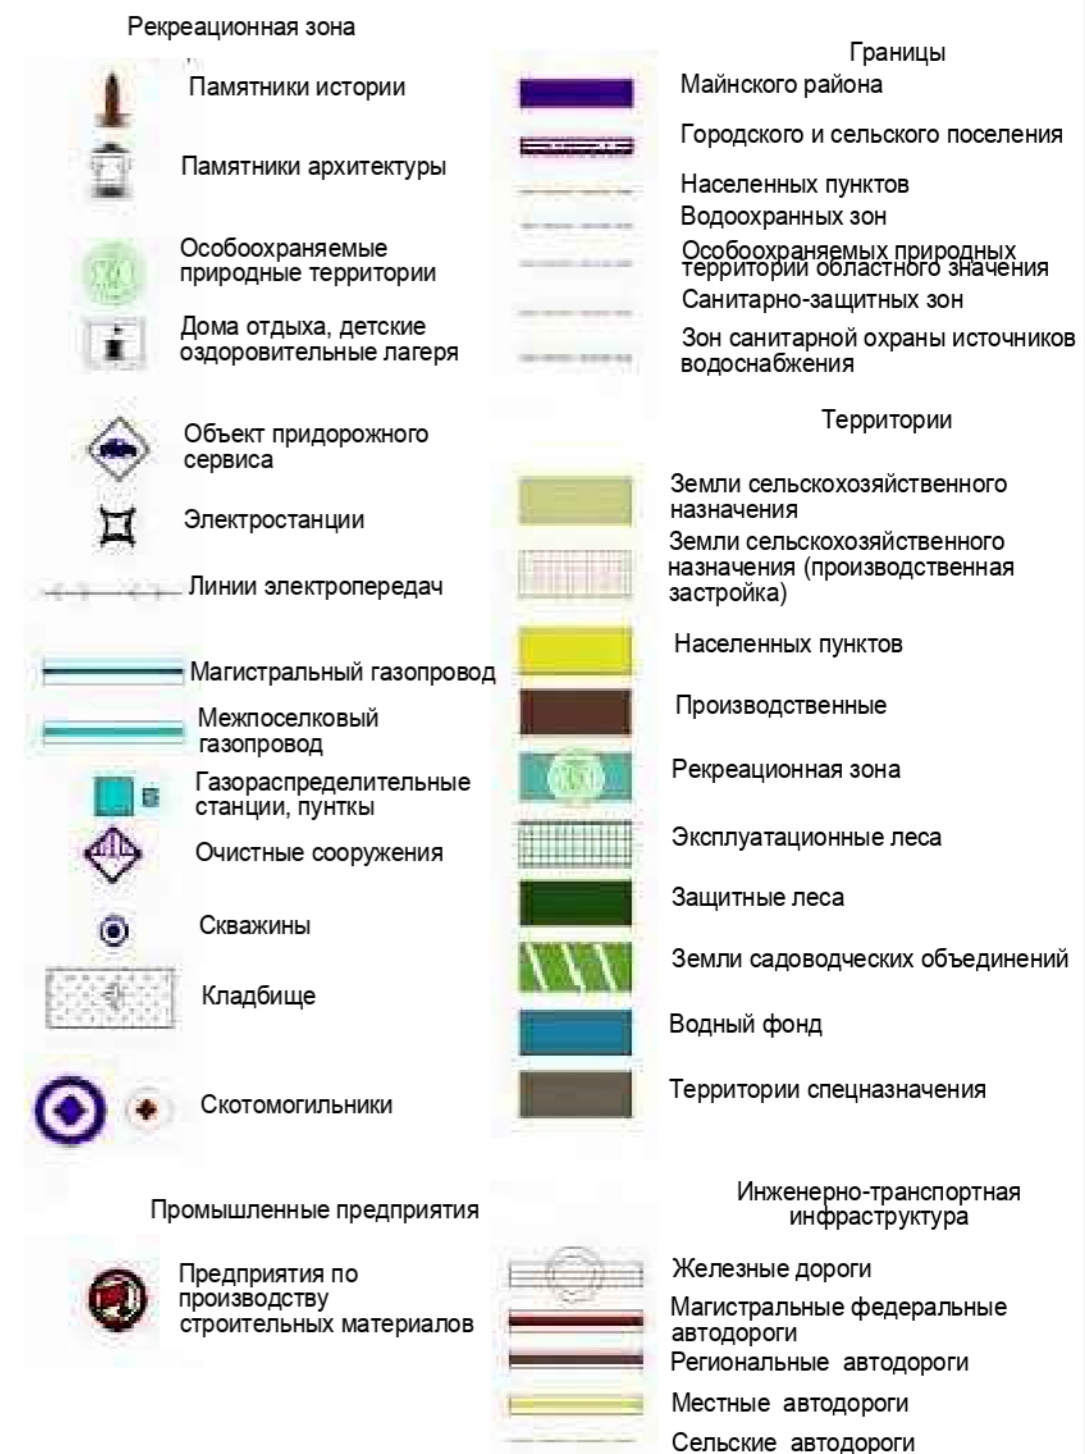 Рекреационная зона
Памятники истории
Памятники архитектуры
Особоохраняемые
природные территории
Дома отдыха, детские
оздоровительные лагеря
Объект придорожного
сервиса
Электростанции
Линии электропередач
Магистральный газопровод
Межпоселковый
газопровод
Газораспределительные
станции, пунткы
Очистные сооружения
Скважины
Кладбище
Скотомогильники
Промышленные предприятия
Предприятия по
производству
строительных материалов
Границы
Майнского района
Городского и сельского поселения
Населенных пунктов
Водоохранных зон
Особоохраняемых природных
территорий областного значения
Санитарно-защитных зон
Зон санитарной охраны источников
водоснабжения
Территории
Земли сельскохозяйственного
назначения
Земли сельскохозяйственного
назначения (производственная
застройка)
Населенных пунктов
Производственные
Рекреационная зона
Эксплуатационные леса
Защитные леса
Земли садоводческих объединений
Водный фонд
Территории спецназначения
Инженерно-транспортная
инфраструктура
Железные дороги
Магистральные федеральные
автодороги
Региональные автодороги
Местные автодороги
Сельские автодороги